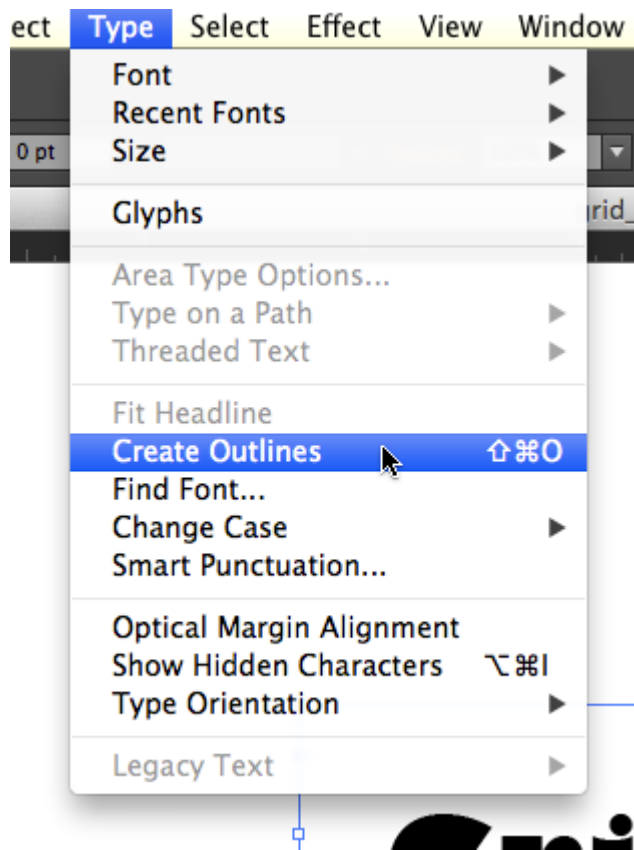 ect Type Select Effect View Window
Font
Recent Fonts
0 pt Size
Glyphs
rid_
Area Type Options...
Type on a Path
Threaded Text
Fit Headline
Create Outlines ⇧⌘O
Find Font...
Change Case
Smart Punctuation...
Optical Margin Alignment
Show Hidden Characters ⌥⌘I
Type Orientation
Legacy Text